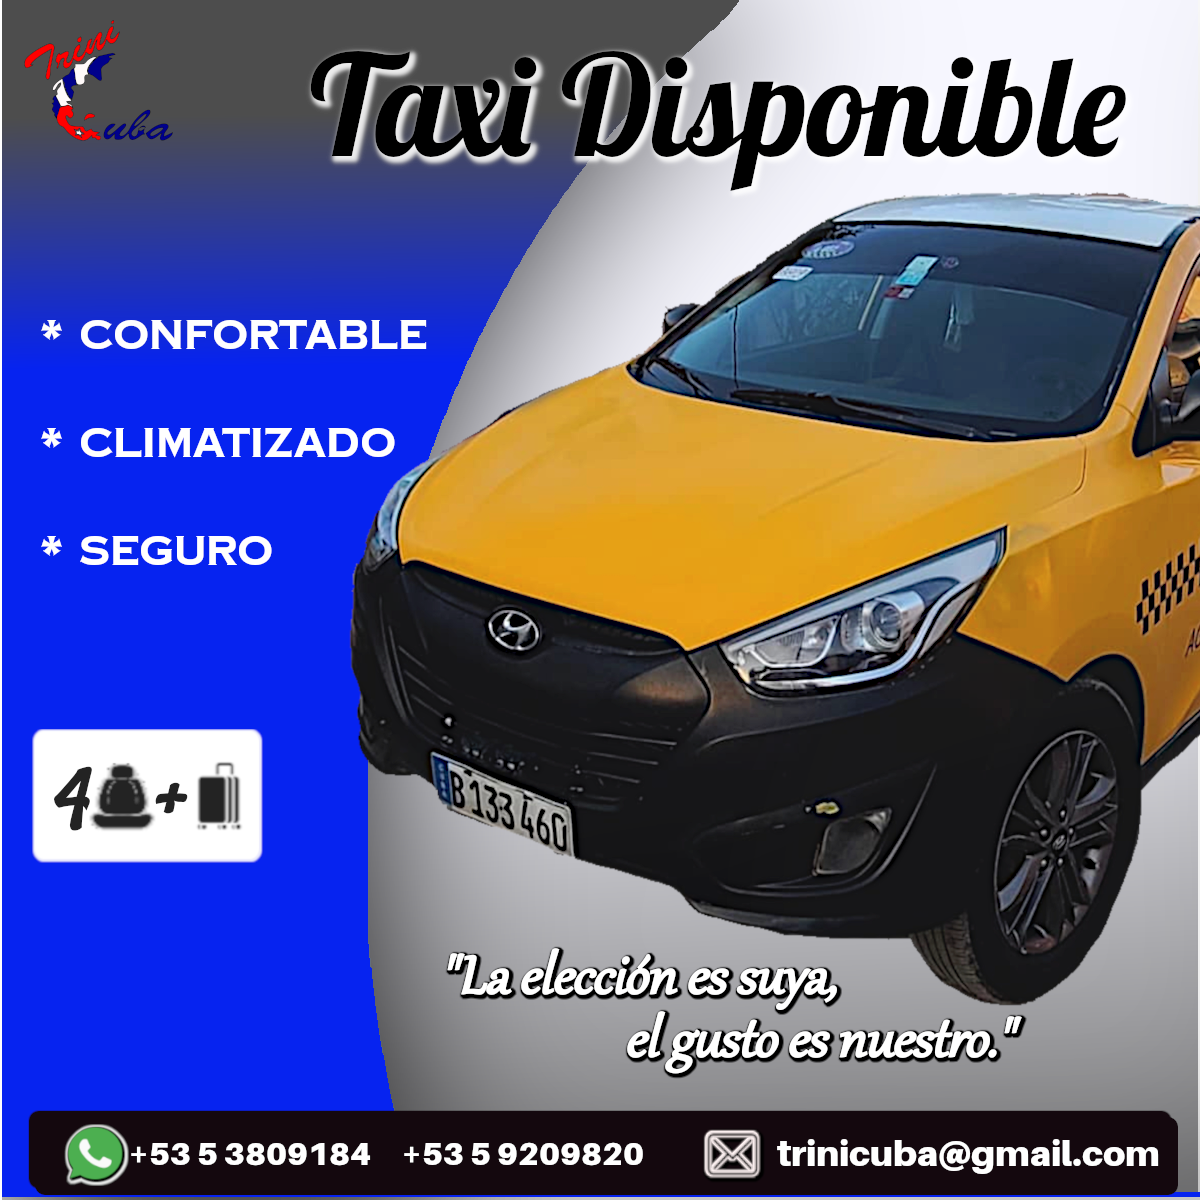 Trini
Cuba
Taxi Disponible
* CONFORTABLE
* CLIMATIZADO
* SEGURO
4 +
B 133 460
"La elección es suya,
el gusto es nuestro."
+53 5 3809184 +53 5 9209820 trinicuba@gmail.com